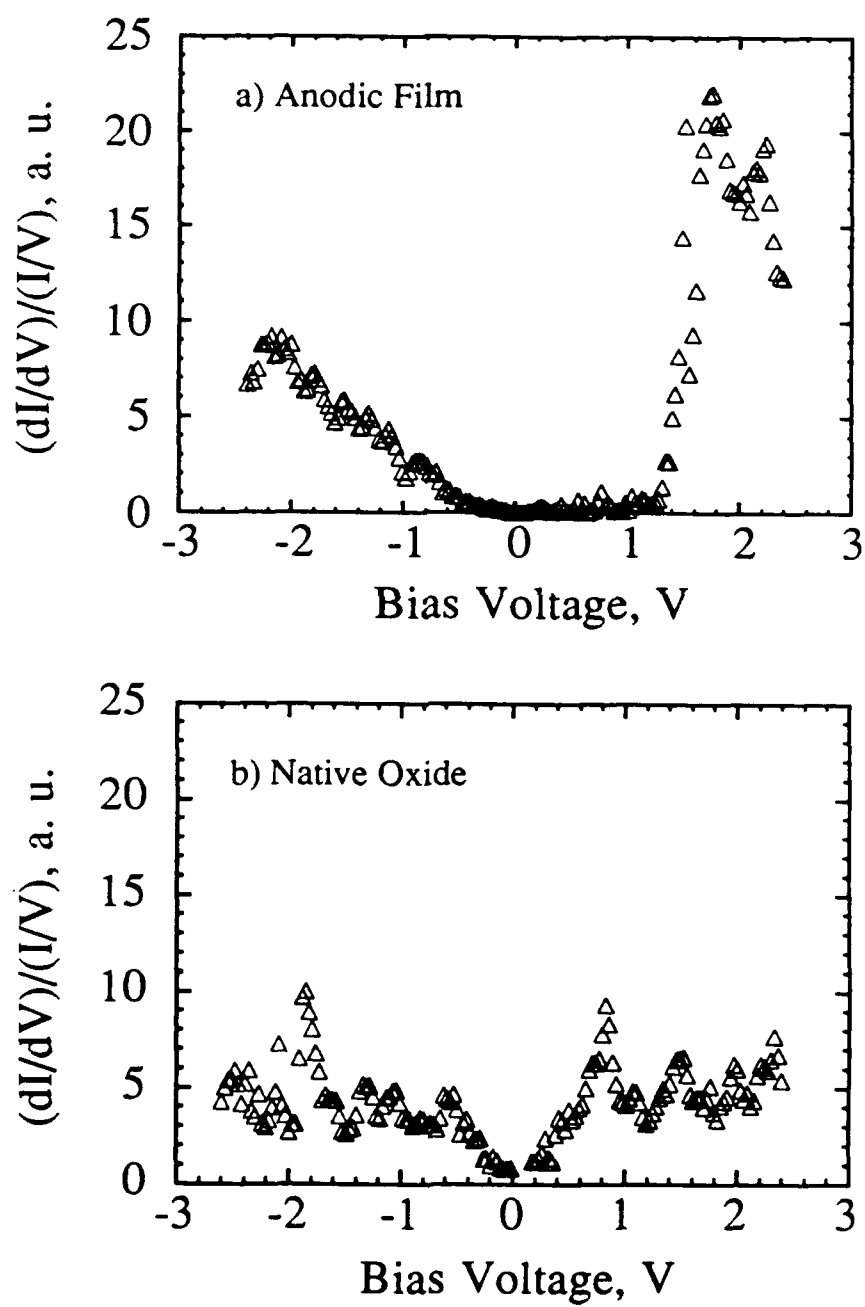 25
20
15
10
5
0
(dI/dV)/(I/V), a. u.
a) Anodic Film
-3 -2 -1 0 1 2 3
Bias Voltage, V
25
20
15
10
5
0
(dI/dV)/(I/V), a. u.
b) Native Oxide
-3 -2 -1 0 1 2 3
Bias Voltage, V